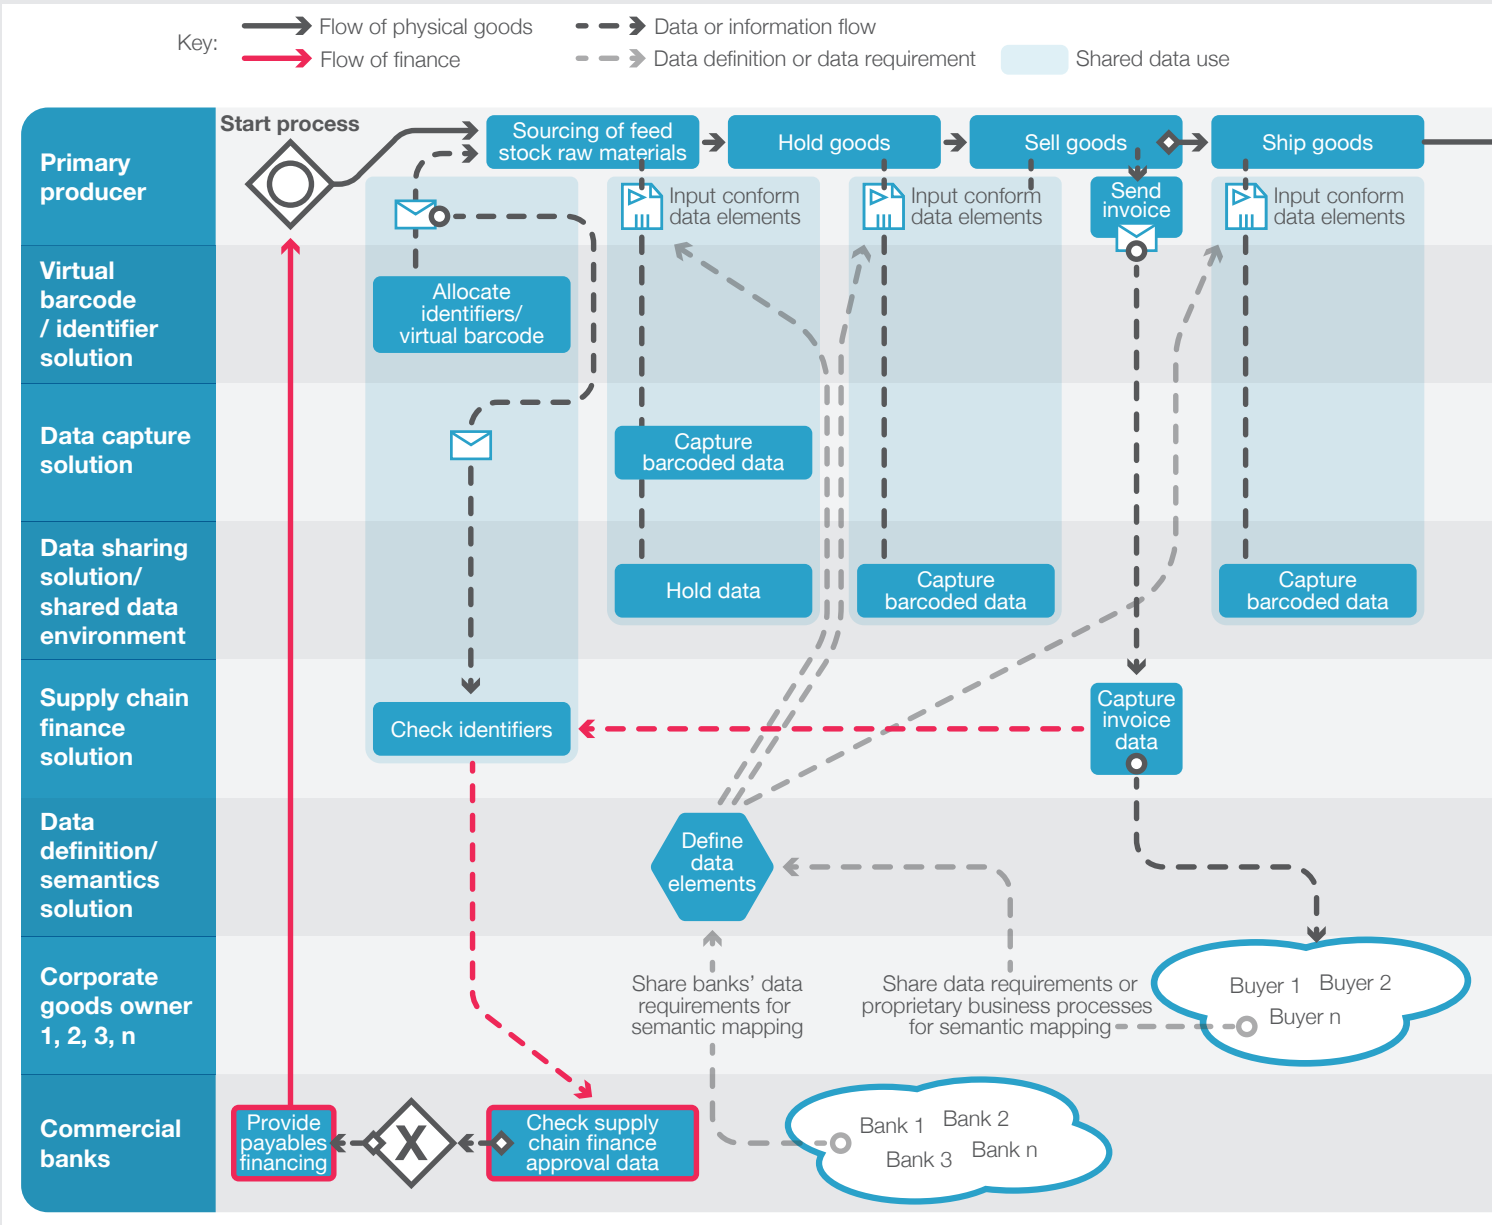 Key:
Flow of physical goods
Data or information flow
Flow of finance
Data definition or data requirement
Shared data use
Primary
producer
Start process
Sourcing of feed
stock raw materials
Hold goods
Sell goods
Ship goods
Input conform
data elements
Input conform
data elements
Send
invoice
Input conform
data elements
Virtual
barcode
/ identifier
solution
Allocate
identifiers/
virtual barcode
Data capture
solution
Capture
barcoded data
Data sharing
solution/
shared data
environment
Hold data
Capture
barcoded data
Capture
barcoded data
Supply chain
finance
solution
Check identifiers
Capture
invoice
data
Data
definition/
semantics
solution
Define
data
elements
Corporate
goods owner
1, 2, 3, n
Share banks’ data
requirements for
semantic mapping
Share data requirements or
proprietary business processes
for semantic mapping
Buyer 1
Buyer 2
Buyer n
Commercial
banks
Provide
payables
financing
X
Check supply
chain finance
approval data
Bank 1
Bank 2
Bank 3
Bank n